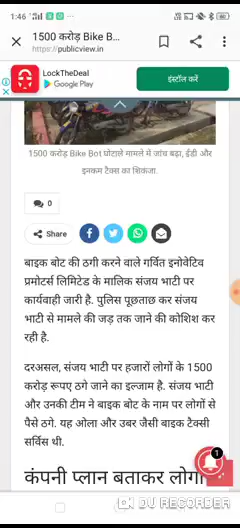 1:46
1500 करोड़ Bike B...
https://publicview.in
LockTheDeal
Google Play
इंस्टॉल करें
1500 करोड़ Bike Bot घोटाले मामले में जांच बढ़ा, ईडी और
इनकम टैक्स का शिकंजा.
0
Share
बाइक बोट की ठगी करने वाले गर्वित इनोवेटिव
प्रमोटर्स लिमिटेड के मालिक संजय भाटी पर
कार्यवाही जारी है. पुलिस पूछताछ कर संजय
भाटी से मामले की जड़ तक जाने की कोशिश कर
रही है.
दरअसल, संजय भाटी पर हजारों लोगों के 1500
करोड़ रूपए ठगे जाने का इल्जाम है. संजय भाटी
और उनकी टीम ने बाइक बोट के नाम पर लोगों से
पैसे ठगे. यह ओला और उबर जैसी बाइक टैक्सी
सर्विस थी.
कंपनी प्लान बताकर लोगों
1
DU RECORDER